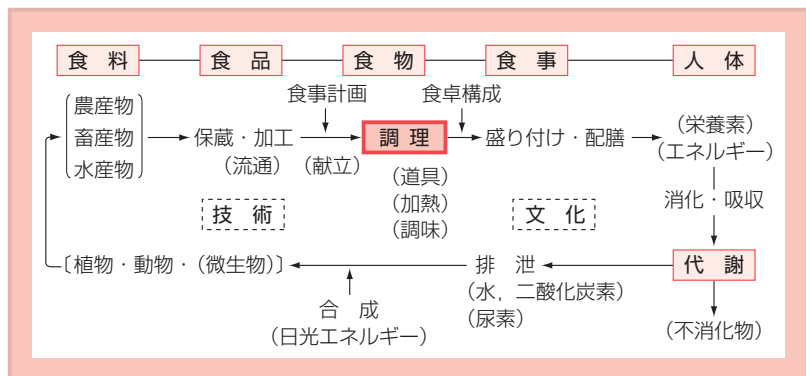 食料 食品 食物 食事 人体
食事計画 食卓構成
農産物
畜産物
水産物
保蔵・加工
(流通)
(献立)
調理
(道具)
(加熱)
(調味)
盛り付け・配膳
(栄養素)
(エネルギー)
消化・吸収
技術
文化
代謝
(不消化物)
排泄
(水,二酸化炭素)
(尿素)
合成
(日光エネルギー)
〔植物・動物・(微生物)〕